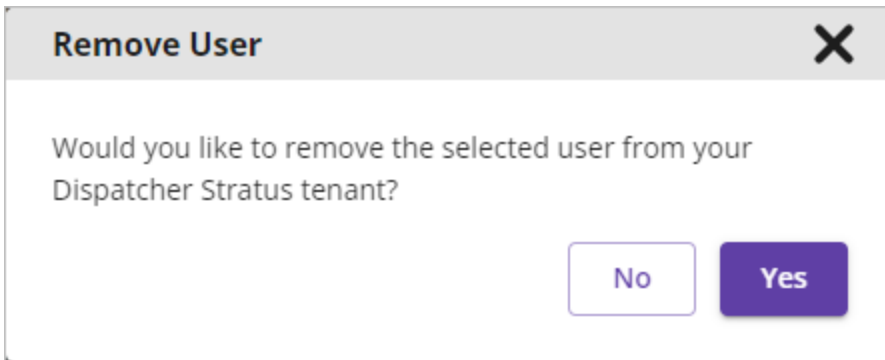 Remove User
Would you like to remove the selected user from your
Dispatcher Stratus tenant?
No
Yes